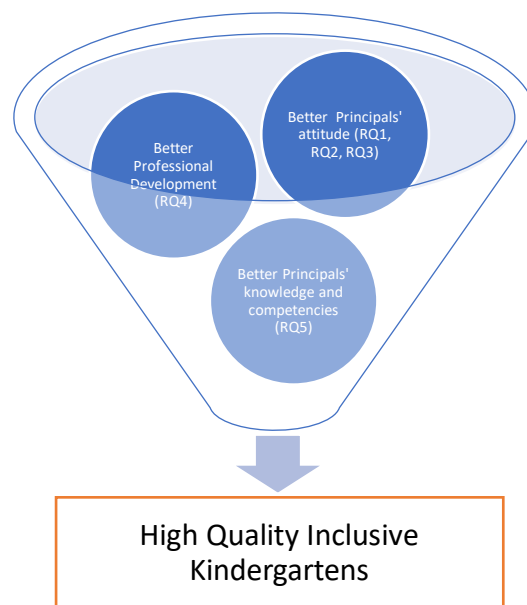 Better Principals'
attitude (RQ1,
RQ2, RQ3)
Better
Professional
Development
(RQ4)
Better Principals'
knowledge and
competencies
(RQ5)
High Quality Inclusive
Kindergartens